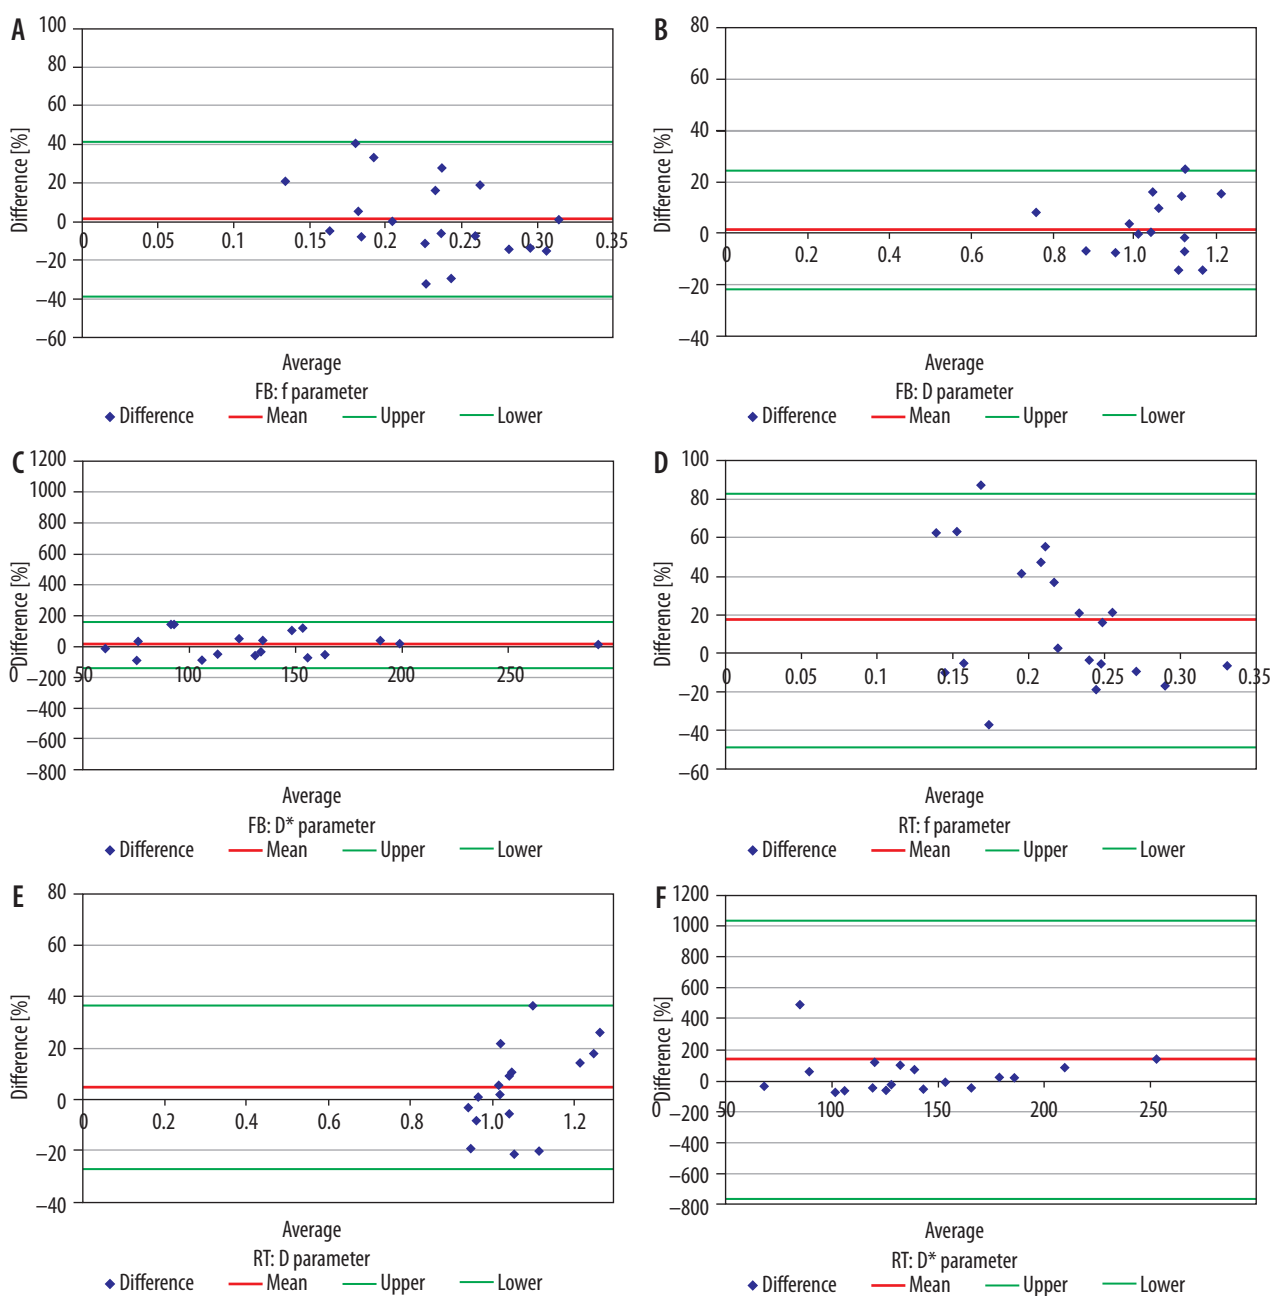 A
100
80
60
40
20
0
−20
−40
−60
Difference [%]
0 0.05 0.1 0.15 0.2 0.25 0.30 0.35
Average
FB: f parameter
Difference Mean Upper Lower
B
80
60
40
20
0
−20
−40
Difference [%]
0 0.2 0.4 0.6 0.8 1.0 1.2
Average
FB: D parameter
Difference Mean Upper Lower
C
1200
1000
800
600
400
200
0
−200
−400
−600
−800
Difference [%]
0 50 100 150 200 250
Average
FB: D* parameter
Difference Mean Upper Lower
D
100
80
60
40
20
0
−20
−40
−60
Difference [%]
0 0.05 0.1 0.15 0.2 0.25 0.30 0.35
Average
RT: f parameter
Difference Mean Upper Lower
E
80
60
40
20
0
−20
−40
Difference [%]
0 0.2 0.4 0.6 0.8 1.0 1.2
Average
RT: D parameter
Difference Mean Upper Lower
F
1200
1000
800
600
400
200
0
−200
−400
−600
−800
Difference [%]
0 50 100 150 200 250
Average
RT: D* parameter
Difference Mean Upper Lower